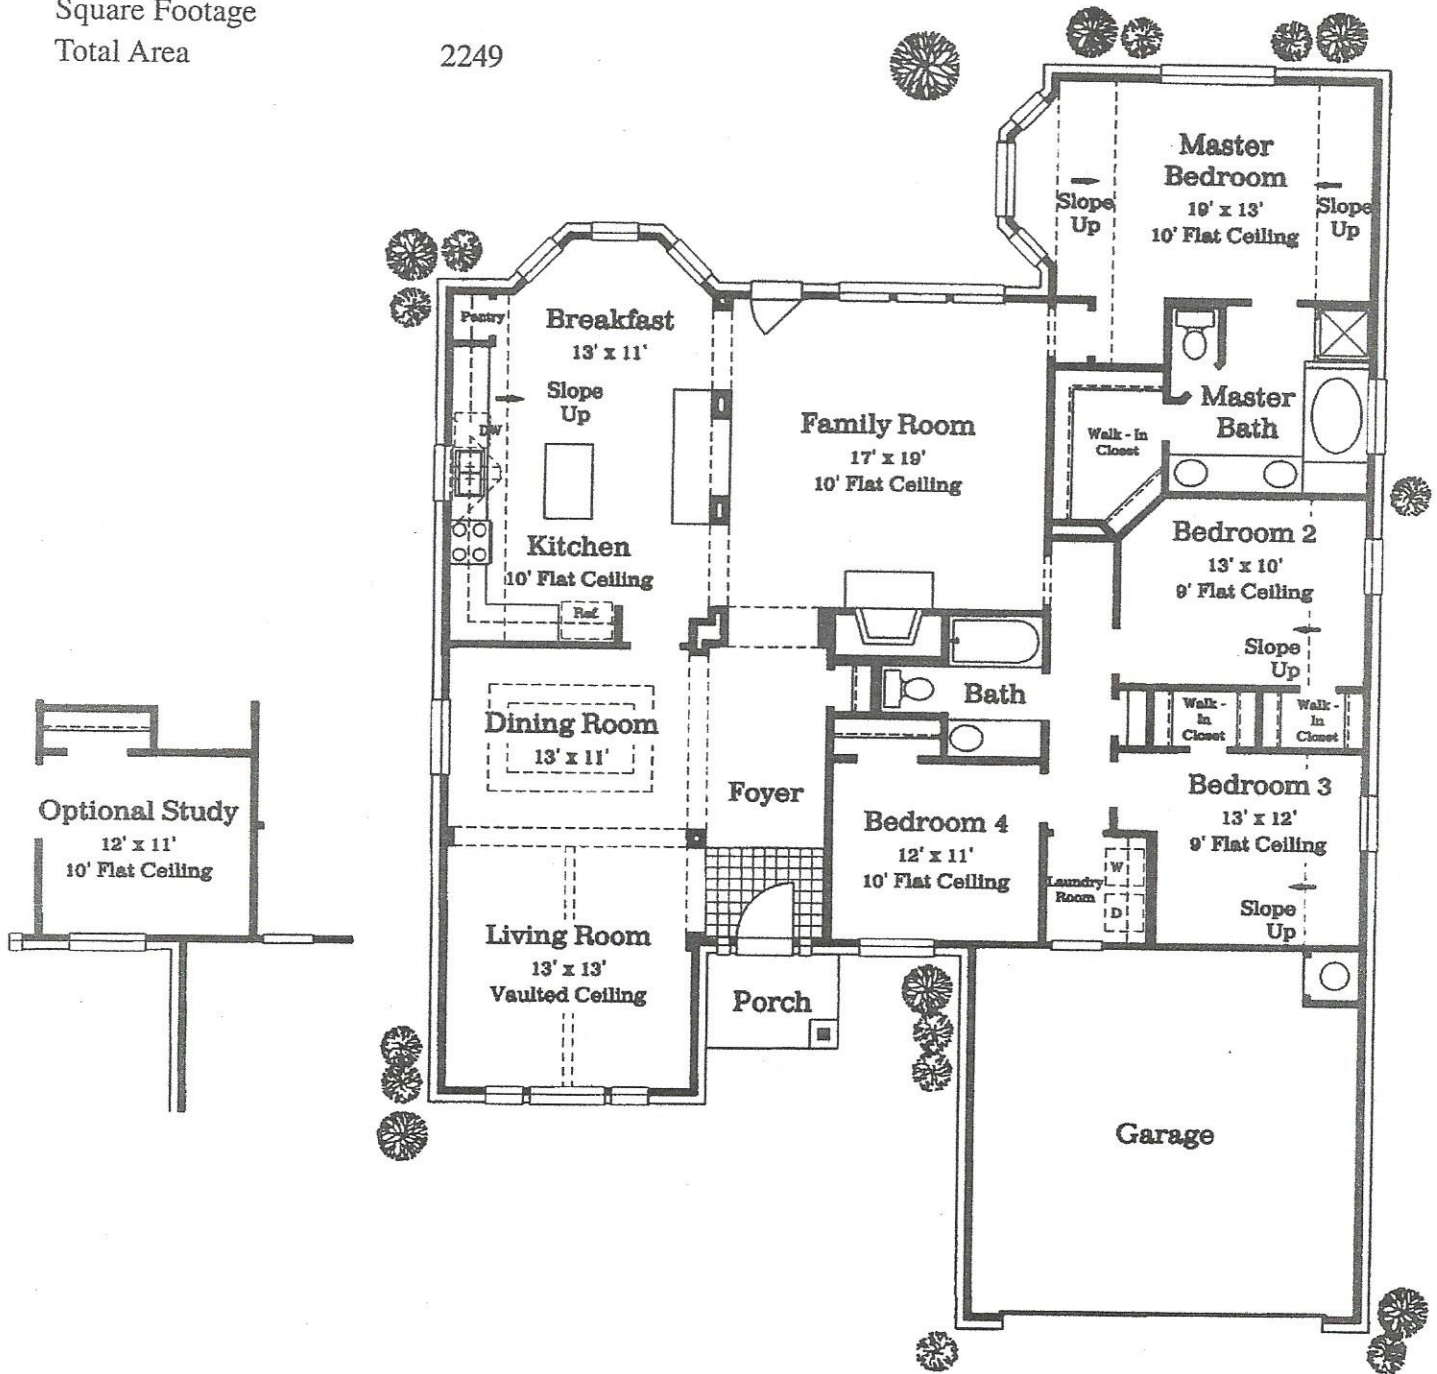 Square Footage
Total Area 2249
Master
Bedroom
19' x 13'
10' Flat Ceiling
Slope
Up
Slope
Up
Pantry
Breakfast
13' x 11'
Slope
Up
DW
Kitchen
10' Flat Ceiling
Ref.
Family Room
17' x 19'
10' Flat Ceiling
Walk - In
Closet
Master
Bath
Bedroom 2
13' x 10'
9' Flat Ceiling
Slope
Up
Bath
Walk -
In
Closet
Walk -
In
Closet
Dining Room
13' x 11'
Foyer
Bedroom 4
12' x 11'
10' Flat Ceiling
Bedroom 3
13' x 12'
9' Flat Ceiling
Slope
Up
W
D
Laundry
Room
Optional Study
12' x 11'
10' Flat Ceiling
Living Room
13' x 13'
Vaulted Ceiling
Porch
Garage